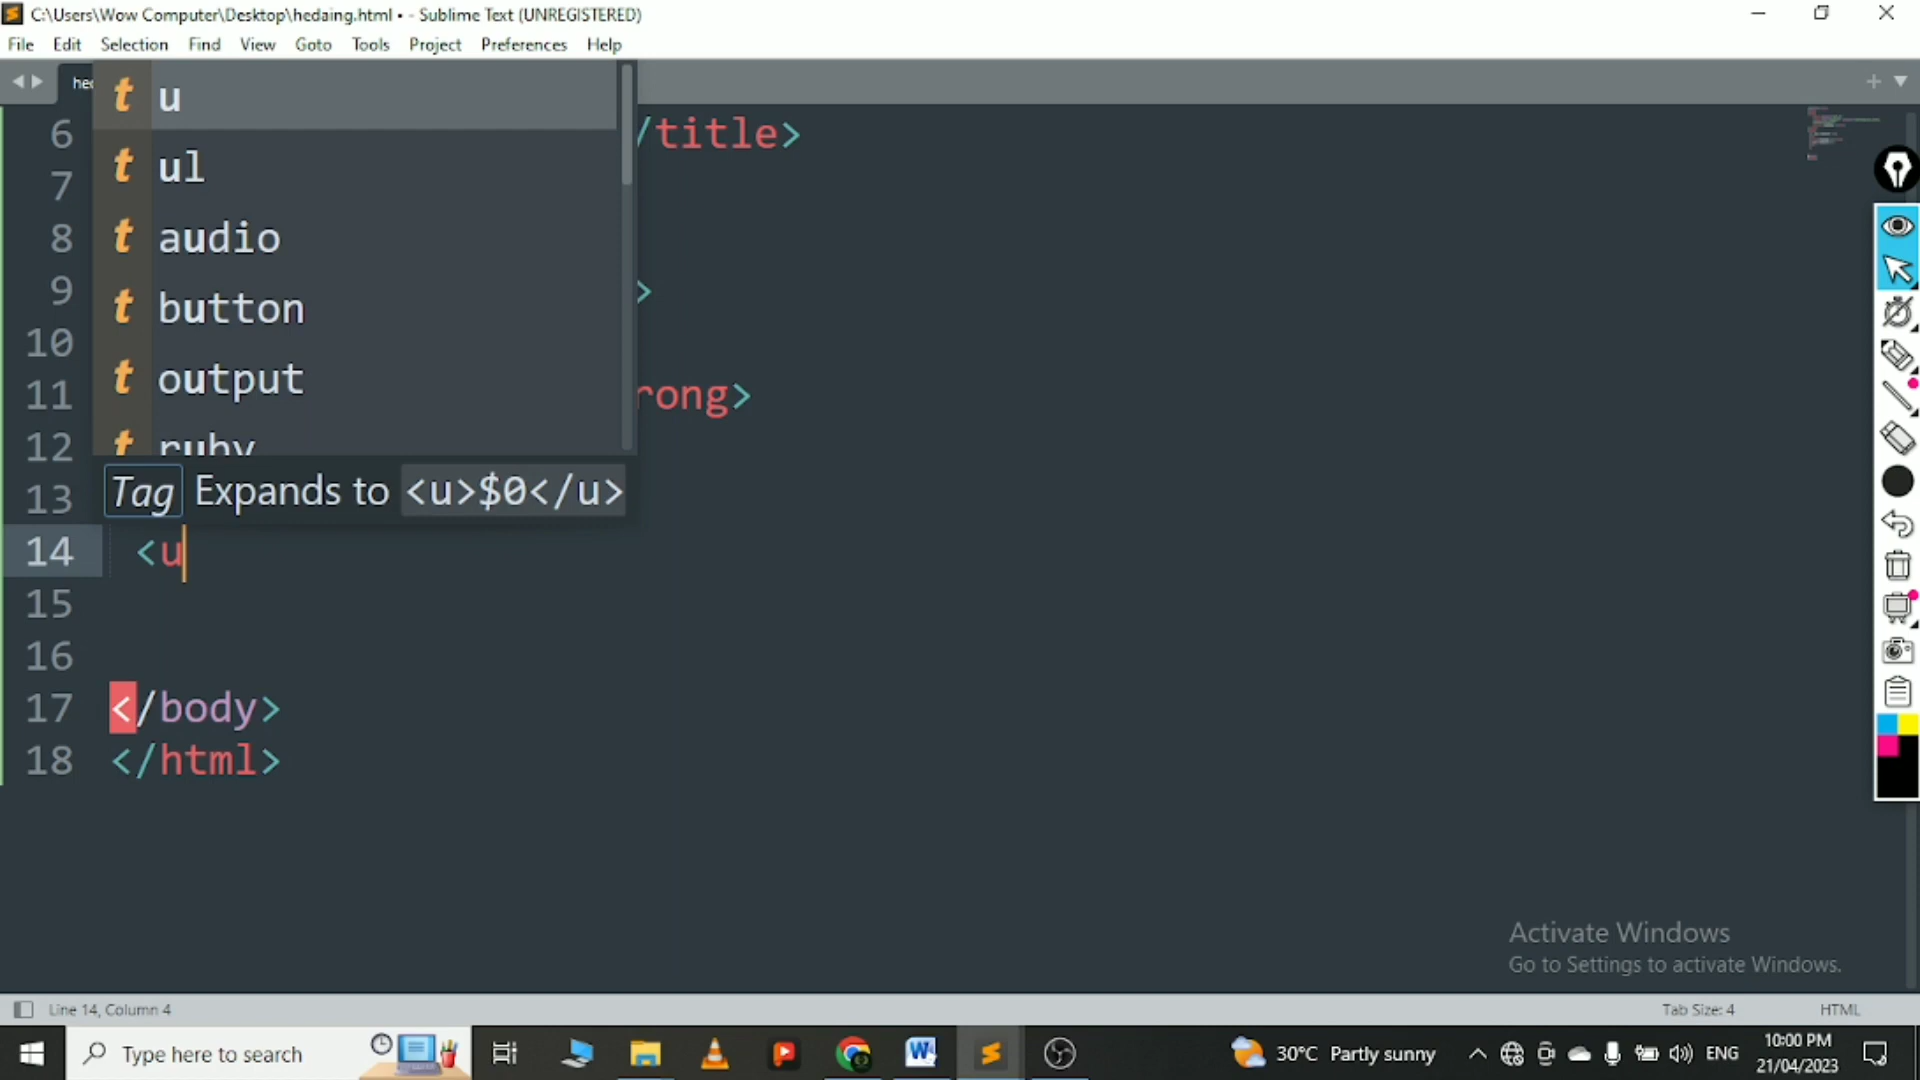 C:\Users\Wow Computer\Desktop\hedaing.html • - Sublime Text (UNREGISTERED)
File Edit Selection Find View Goto Tools Project Preferences Help
u
ul
audio
button
output
ruby
Tag Expands to <u>$0</u>
6 /title>
7
8
9 >
10
11 rong>
12
13
14 <u
15
16
17 </body>
18 </html>
Activate Windows
Go to Settings to activate Windows.
Line 14, Column 4 Tab Size: 4 HTML
Type here to search 30°C Partly sunny ENG 10:00 PM
21/04/2023